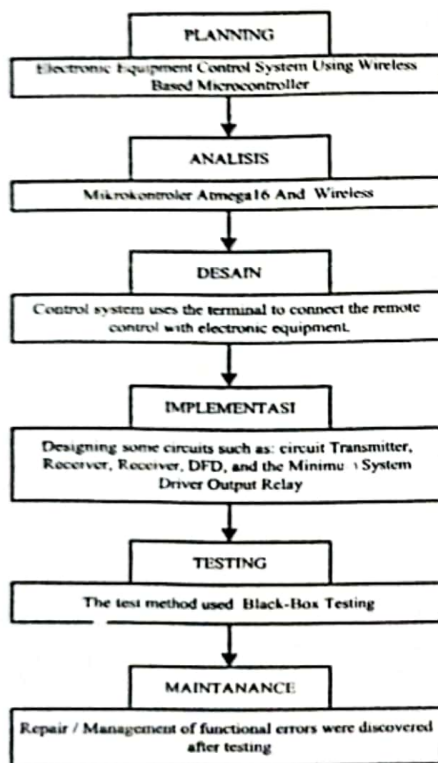 PLANNING
Electronic Equipment Control System Using Wireless
Based Microcontroller
ANALISIS
Mikrokontroler Atmega16 And Wireless
DESAIN
Control system uses the terminal to connect the remote
control with electronic equipment.
IMPLEMENTASI
Designing some circuits such as: circuit Transmitter,
Receiver, Receiver, DFD, and the Minimu System
Driver Output Relay
TESTING
The test method used Black-Box Testing
MAINTANANCE
Repair / Management of functional errors were discovered
after testing